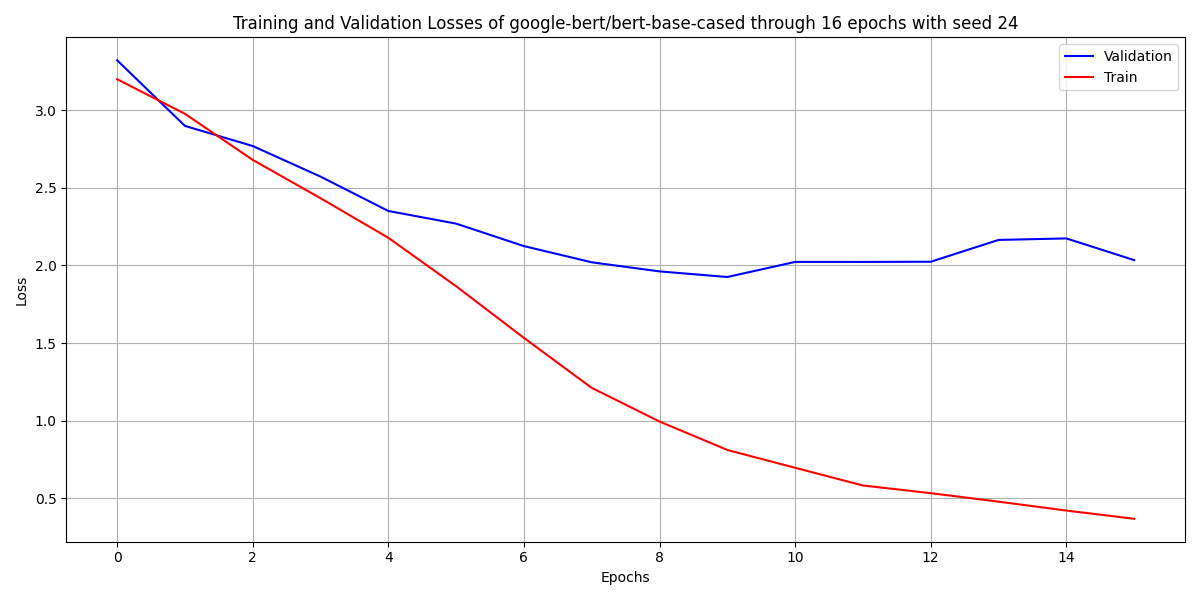 Training and Validation Losses of google-bert/bert-base-cased through 16 epochs with seed 24
Validation
Train
Loss
3.0
2.5
2.0
1.5
1.0
0.5
0 2 4 6 8 10 12 14
Epochs